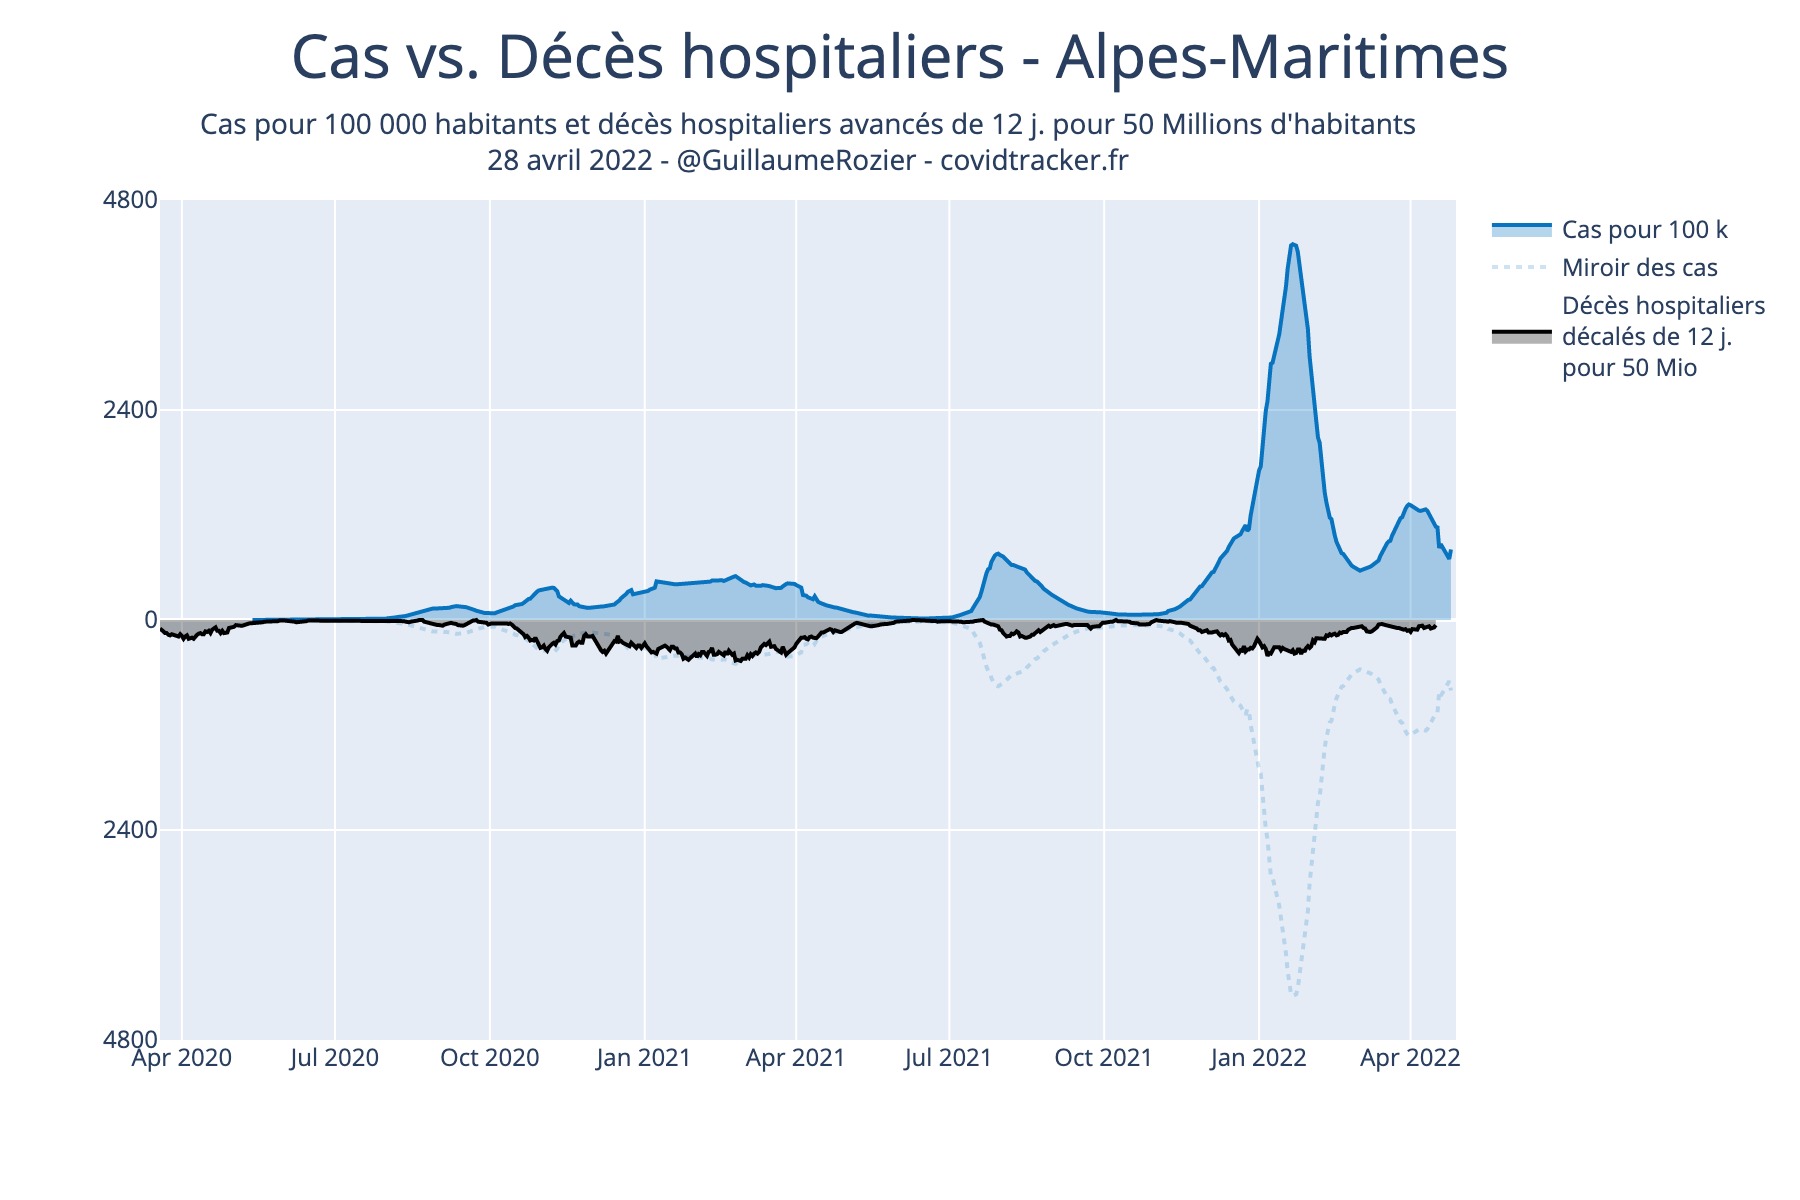 Cas vs. Décès hospitaliers - Alpes-Maritimes
Cas pour 100 000 habitants et décès hospitaliers avancés de 12 j. pour 50 Millions d'habitants
28 avril 2022 - @GuillaumeRozier - covidtracker.fr
4800
2400
0
2400
4800
Apr 2020 Jul 2020 Oct 2020 Jan 2021 Apr 2021 Jul 2021 Oct 2021 Jan 2022 Apr 2022
Cas pour 100 k
Miroir des cas
Décès hospitaliers
décalés de 12 j.
pour 50 Mio